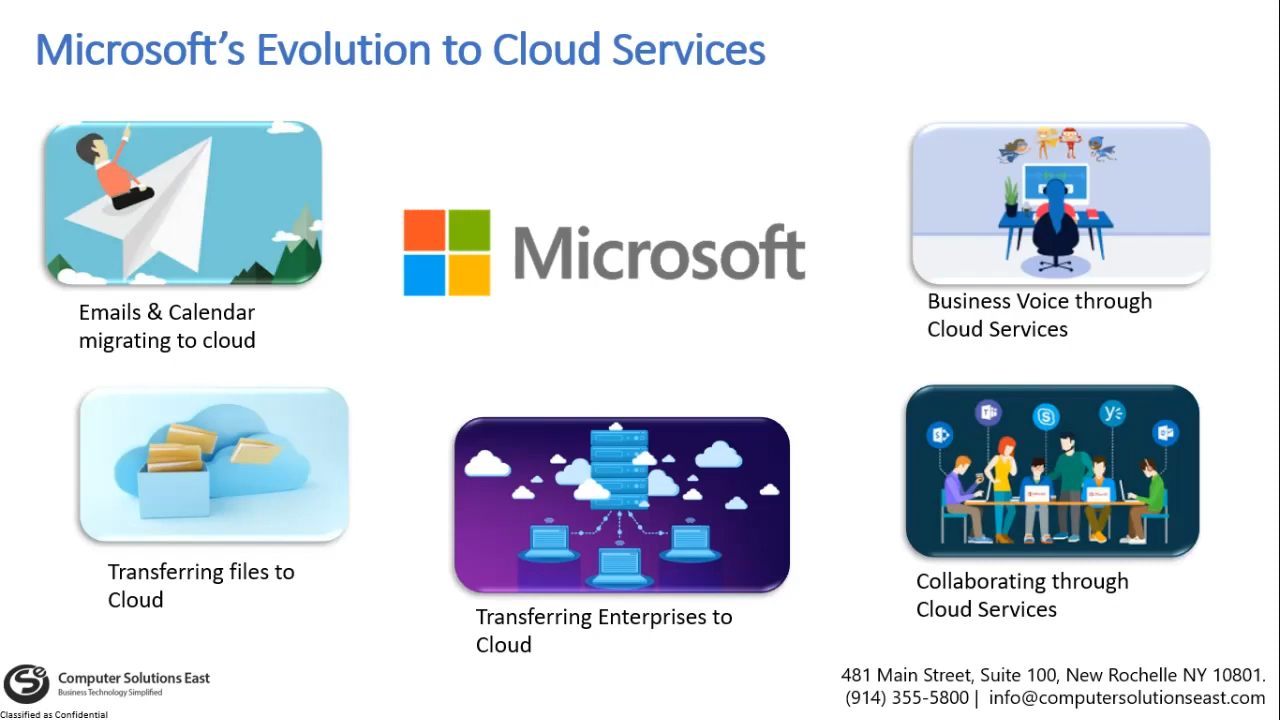 Microsoft's Evolution to Cloud Services
Microsoft
Emails & Calendar
migrating to cloud
Business Voice through
Cloud Services
Transferring files to
Cloud
Transferring Enterprises to
Cloud
Collaborating through
Cloud Services
Computer Solutions East
Business Technology Simplified
Classified as Confidential
481 Main Street, Suite 100, New Rochelle NY 10801.
(914) 355-5800 | info@computersolutionseast.com